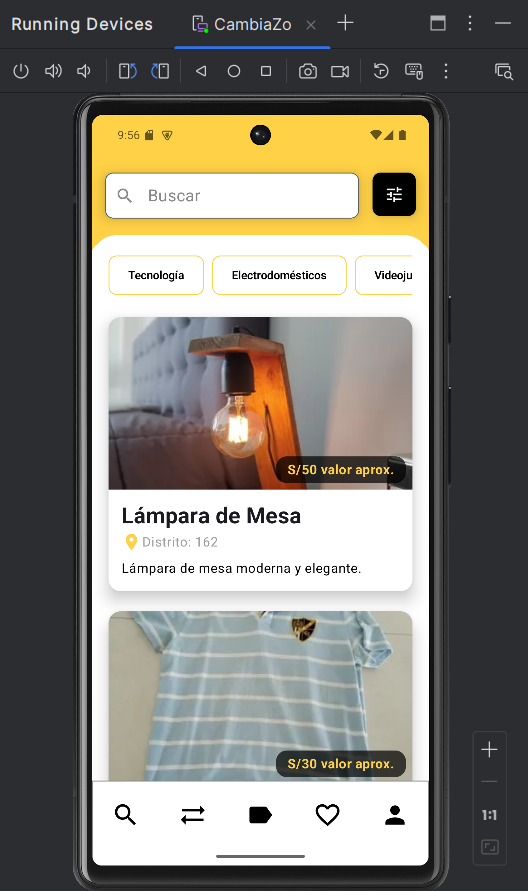 Running Devices
CambiaZo
9:56
Buscar
Tecnología
Electrodomésticos
Videoju
S/50 valor aprox.
Lámpara de Mesa
Distrito: 162
Lámpara de mesa moderna y elegante.
S/30 valor aprox.
1:1